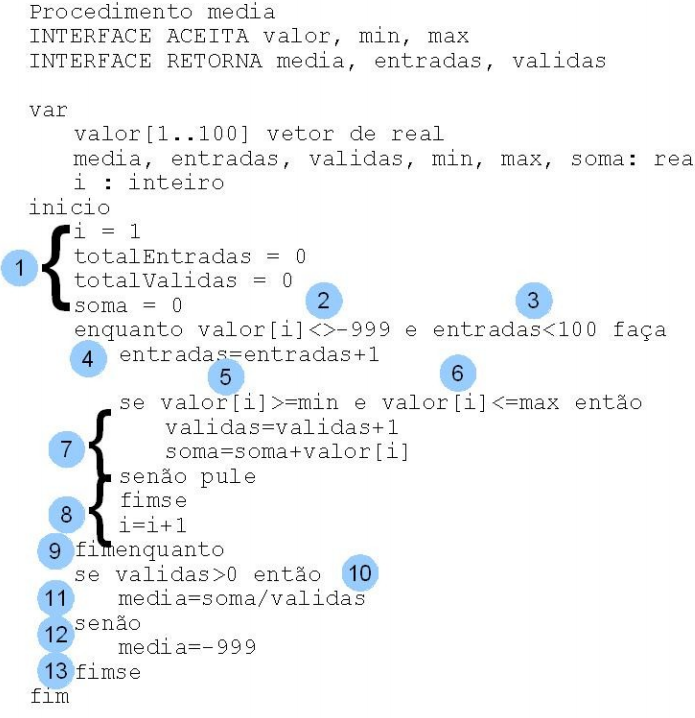 Procedimento media
INTERFACE ACEITA valor, min, max
INTERFACE RETORNA media, entradas, validas
var
valor[1..100] vetor de real
media, entradas, validas, min, max, soma: rea
i : inteiro
inicio
i = 1
1
totalEntradas = 0
totalValidas = 0
soma = 0
2
3
enquanto valor[i]<>-999 e entradas<100 faça
4
entradas=entradas+1
5
6
se valor[i]>=min e valor[i]<=max então
validas=validas+1
7
soma=soma+valor[i]
senão pule
fimse
8
i=i+1
9 fimenquanto
se validas>0 então 10
11 media=soma/validas
12 senão
media=-999
13 fimse
fim